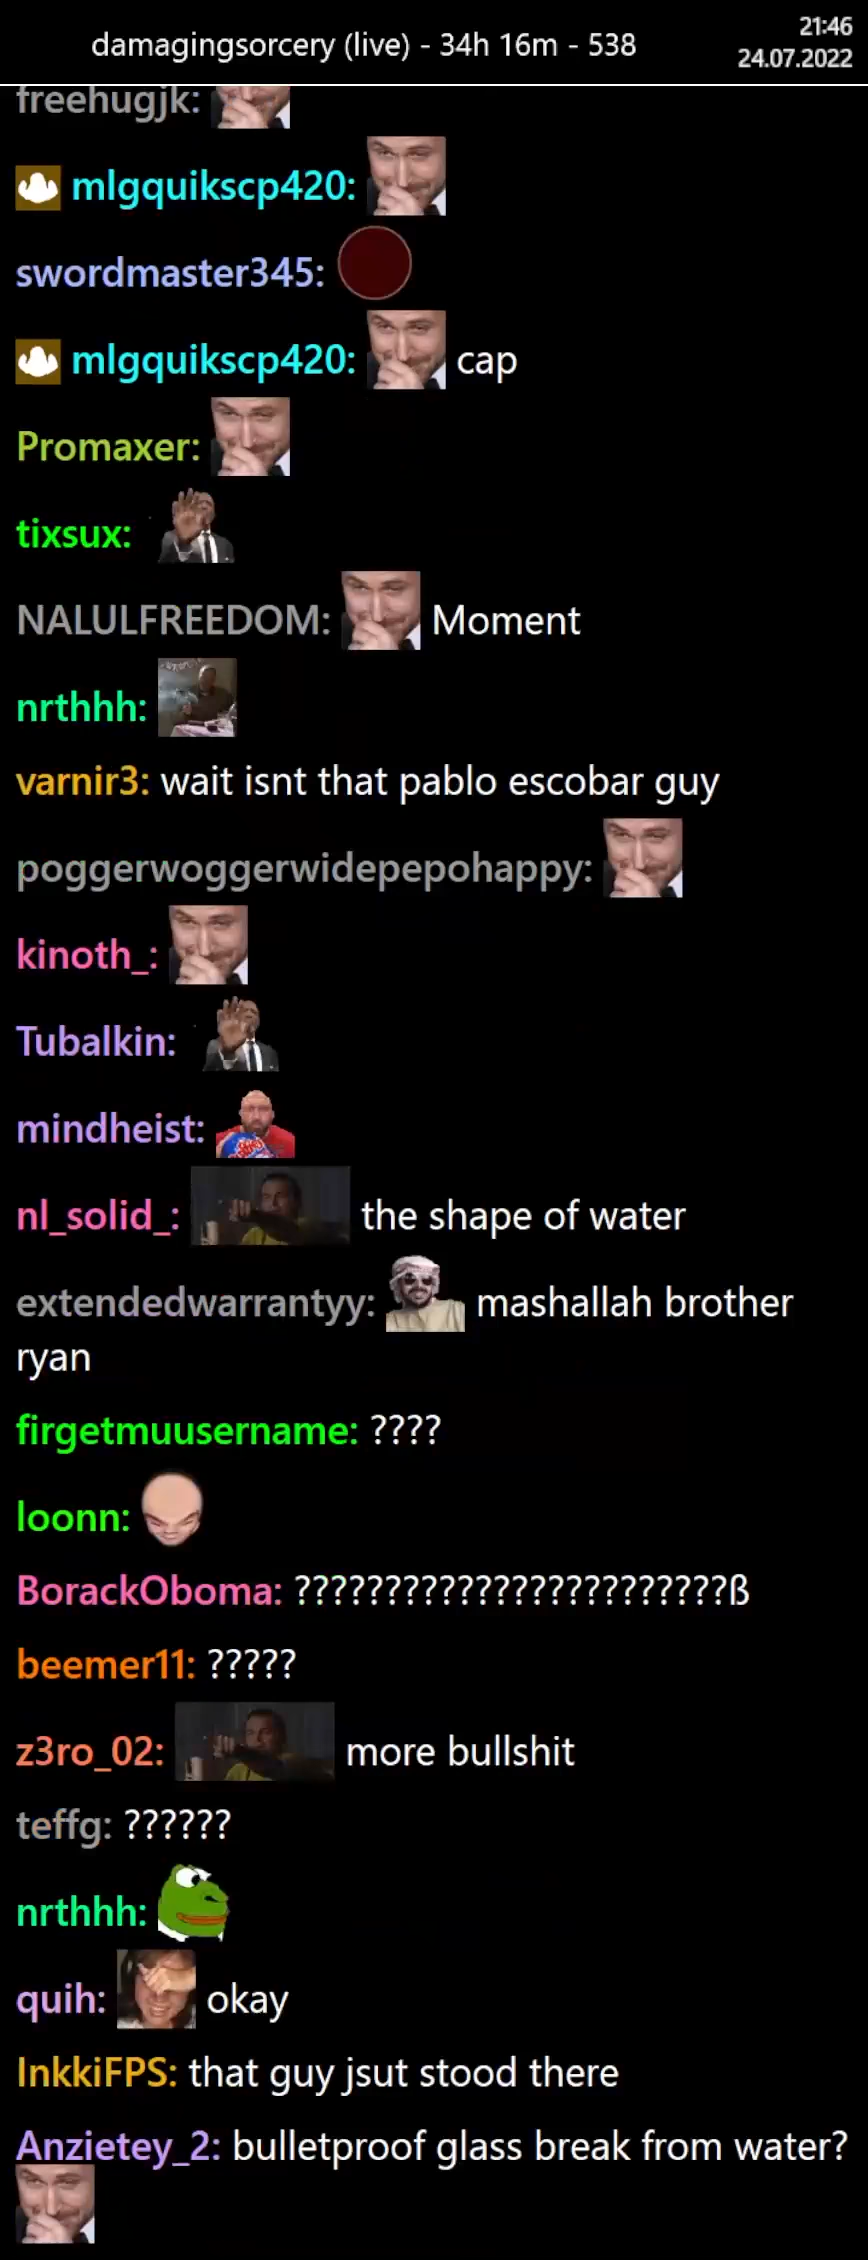 damagingsorcery (live) - 34h 16m - 538
21:46
24.07.2022
freehugjk:
mlgquikscp420:
swordmaster345:
mlgquikscp420: cap
Promaxer:
tixsux:
NALULFREEDOM: Moment
nrthhh:
varnir3: wait isnt that pablo escobar guy
poggerwoggerwidepepohappy:
kinoth_:
Tubalkin:
mindheist:
nl_solid_: the shape of water
extendedwarrantyy: mashallah brother
ryan
firgetmuusername: ????
loonn:
BorackOboma: ????????????????????????ß
beemer11: ?????
z3ro_02: more bullshit
teffg: ??????
nrthhh:
quih: okay
InkkiFPS: that guy jsut stood there
Anzietey_2: bulletproof glass break from water?